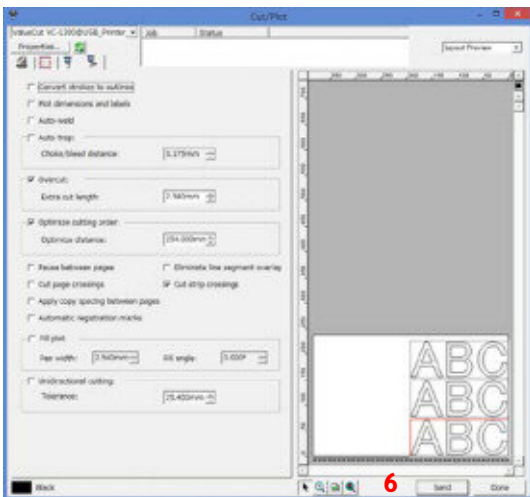 Cut/Plot
ValueCut VC-1300@USB_Printer Job Status
Properties... Layout Preview
Convert strokes to outlines
Plot dimensions and labels
Auto-weld
Auto trap:
Choke/bleed distance: 3.175mm
Overcut:
Extra cut length: 2.540mm
Optimize cutting order:
Optimize distance: 254.000mm
Pause between pages Eliminate line segment overlay
Cut page crossings Cut strip crossings
Apply copy spacing between pages
Automatic registration marks
Fill plot
Pen width: 2.540mm Fill angle: 0.000°
Unidirectional cutting:
Tolerance: 25.400mm
ABC
ABC
ABC
Black 6 Send Done